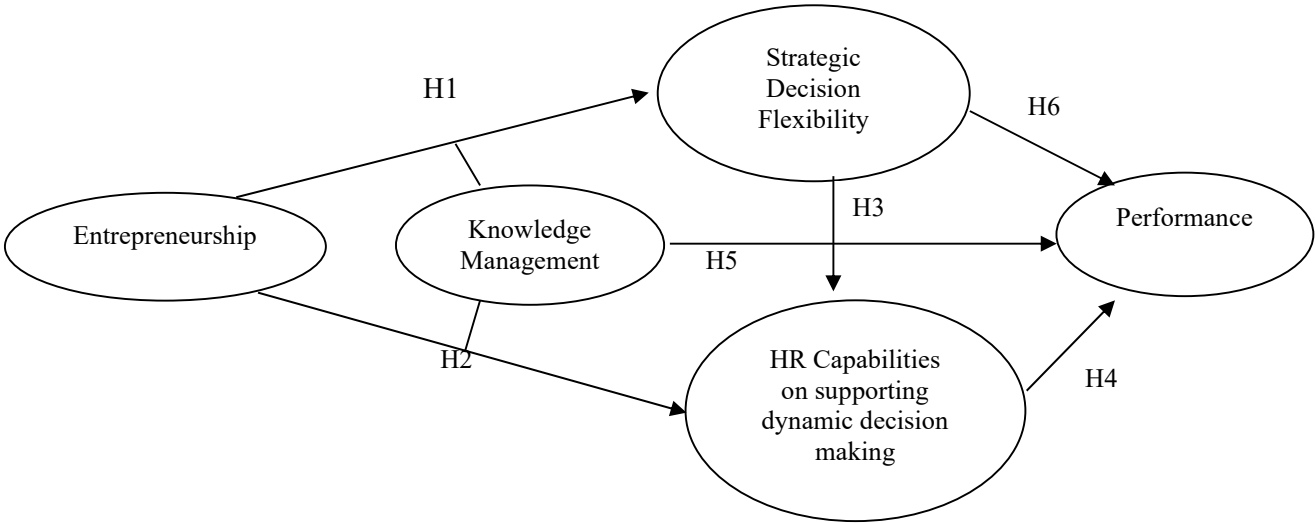 Strategic
Decision
Flexibility
H1
H6
H3
Entrepreneurship
Knowledge
Management
Performance
H5
H2
HR Capabilities
on supporting
dynamic decision
making
H4